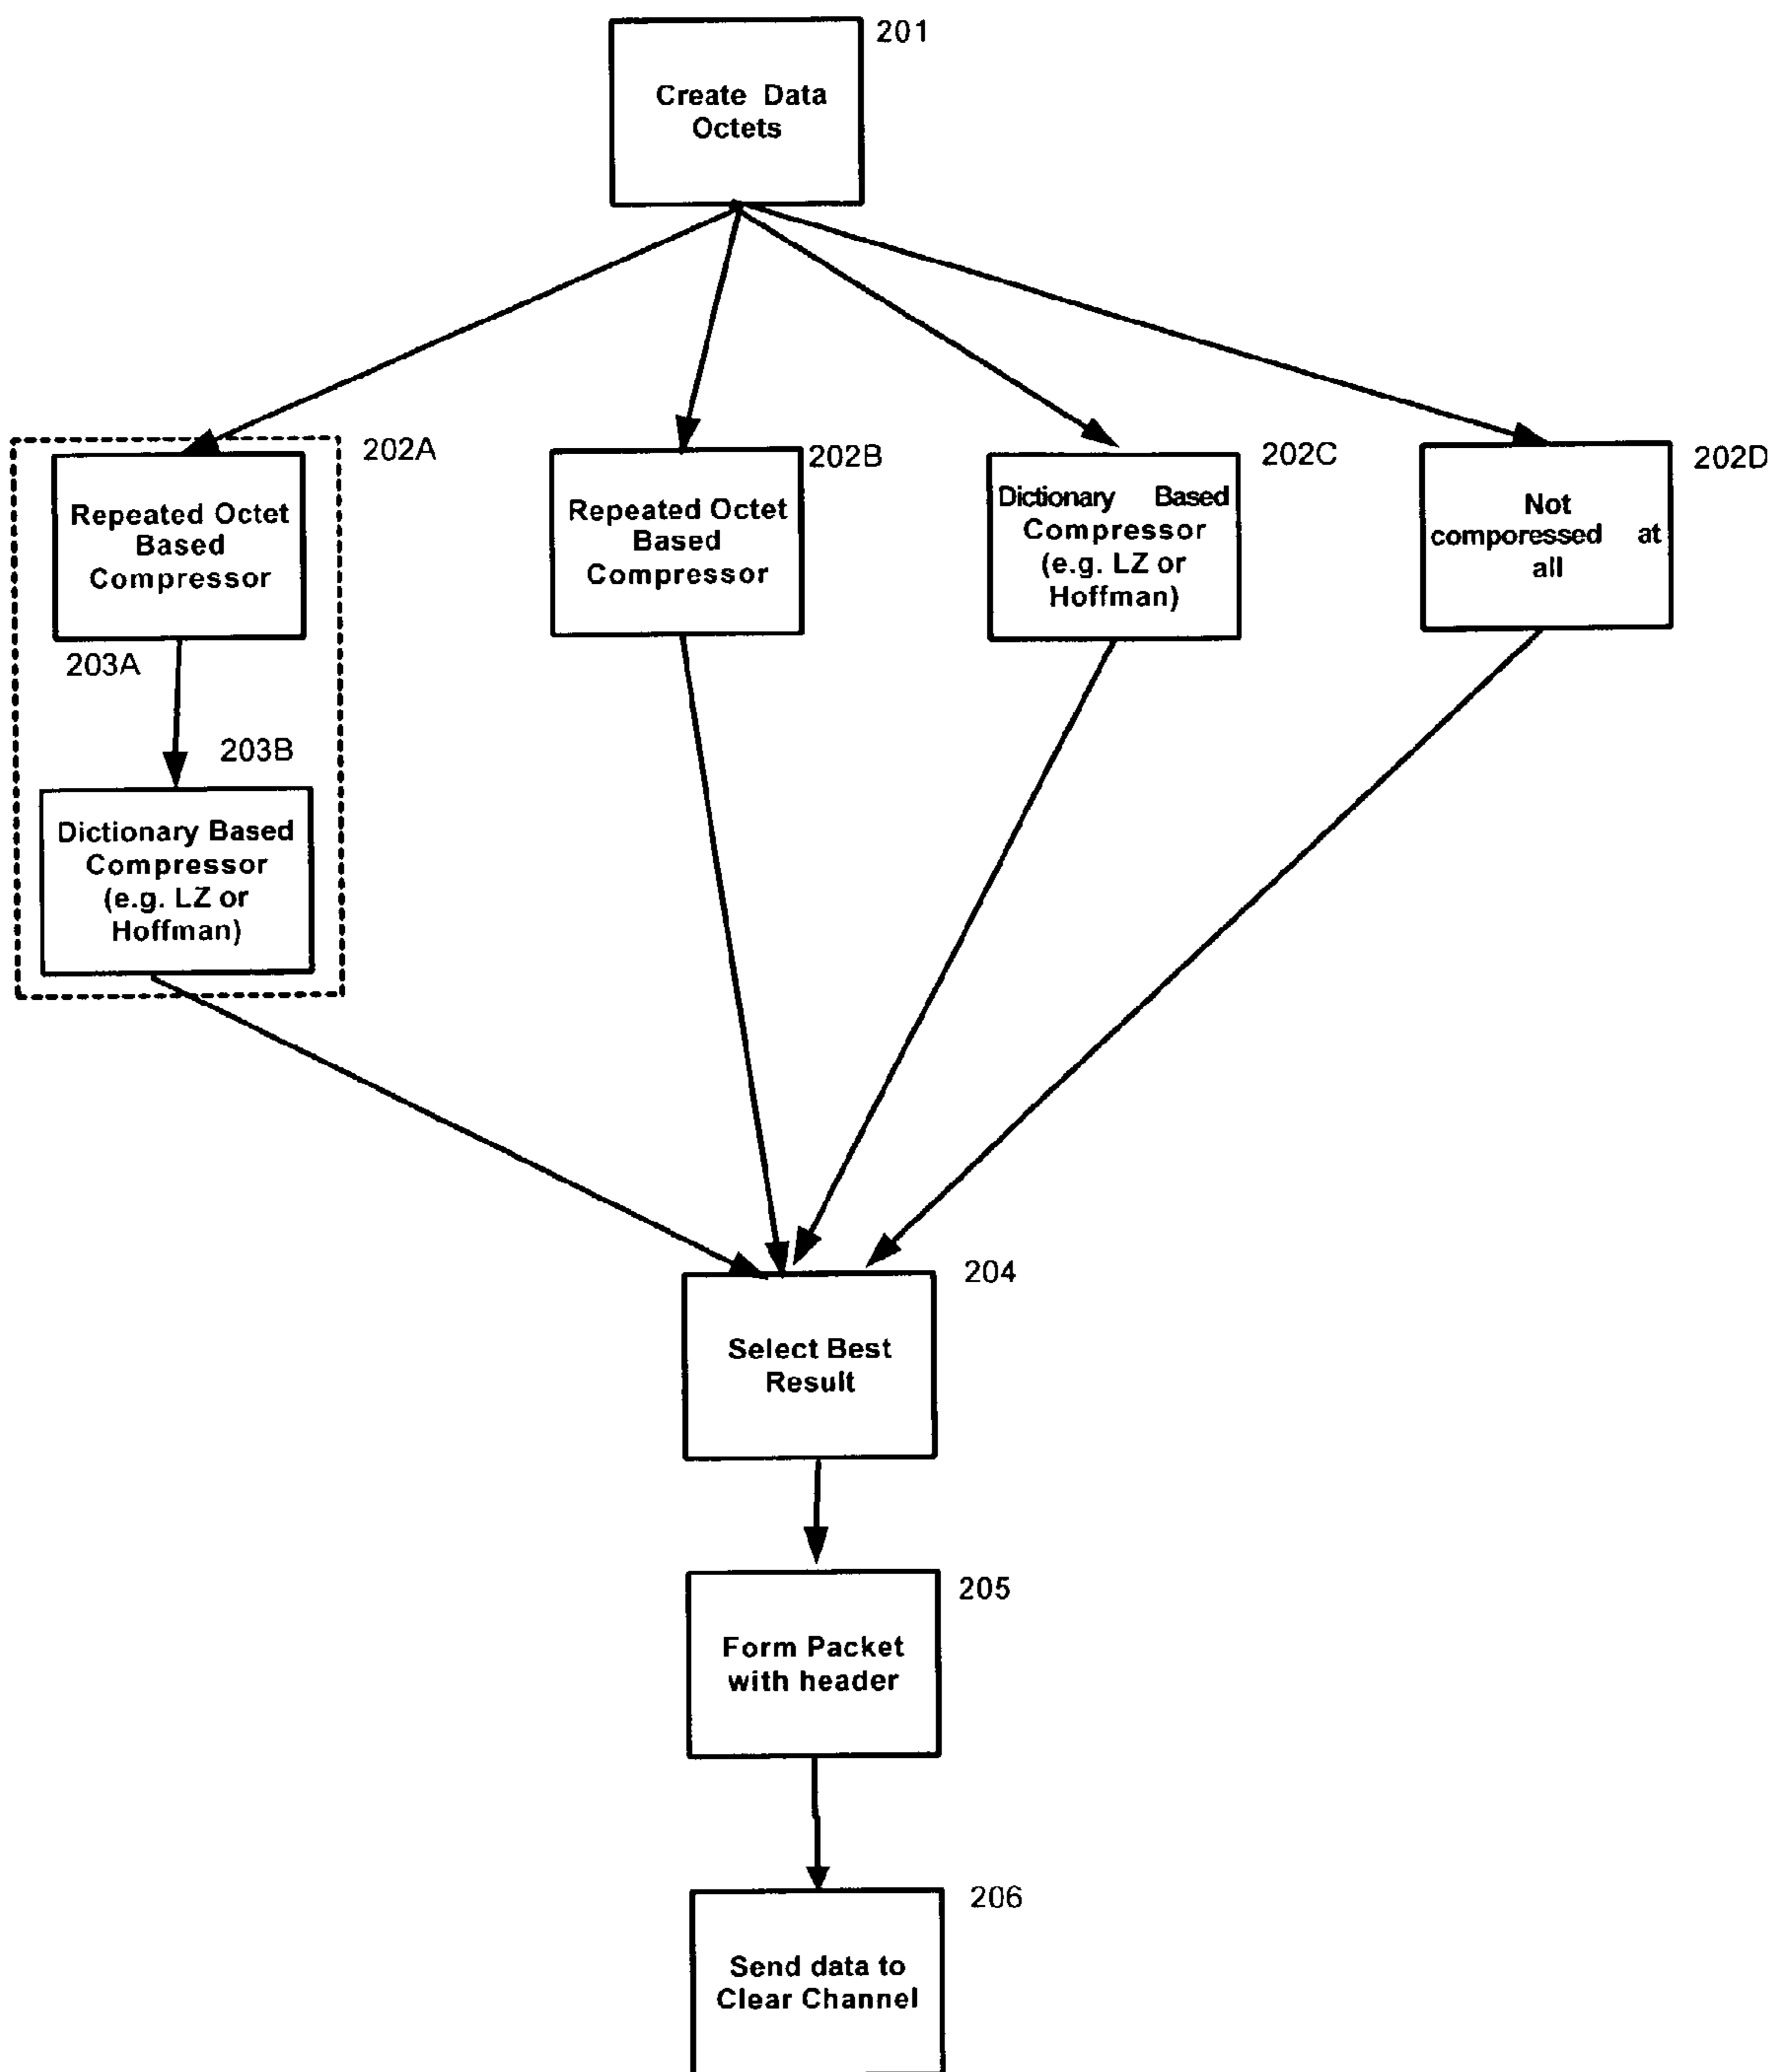 201
Create Data
Octets
202A
Repeated Octet
Based
Compressor
203A
203B
Dictionary Based
Compressor
(e.g. LZ or
Hoffman)
202B
Repeated Octet
Based
Compressor
202C
Dictionary Based
Compressor
(e.g. LZ or
Hoffman)
202D
Not
comporessed at
all
204
Select Best
Result
205
Form Packet
with header
206
Send data to
Clear Channel